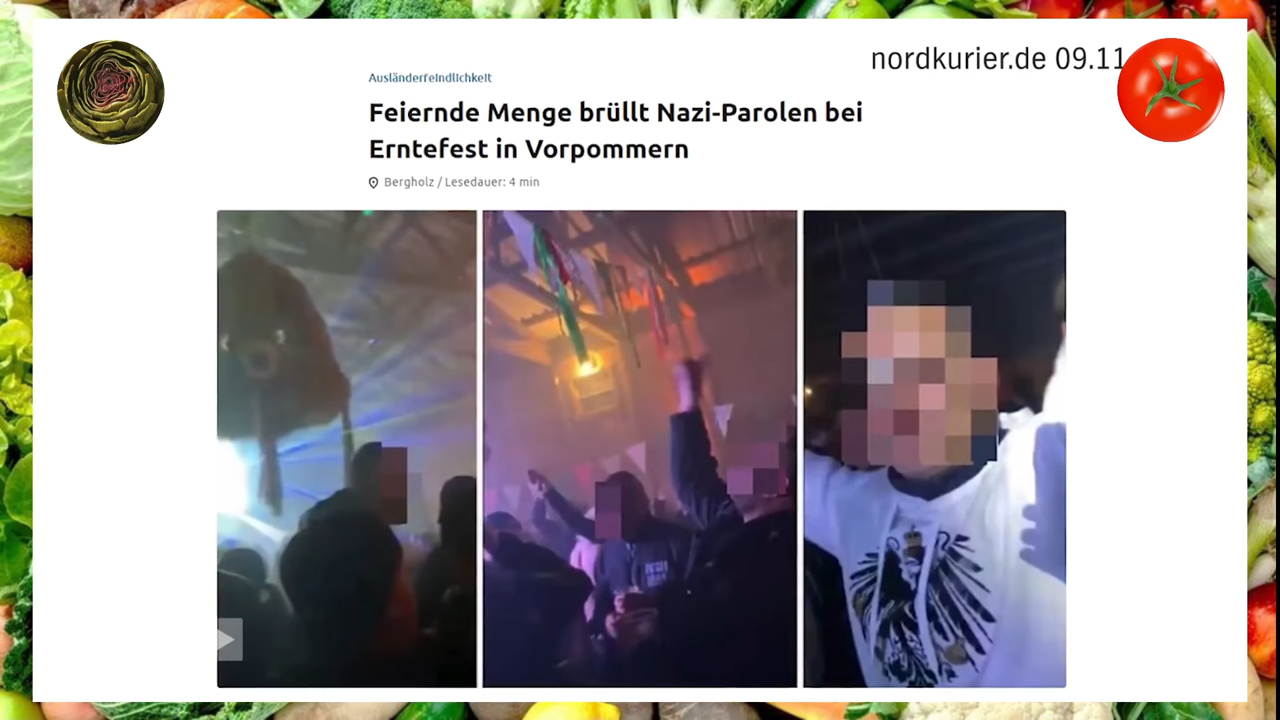 nordkurier.de 09.11
Ausländerfeindlichkeit
Feiernde Menge brüllt Nazi-Parolen bei
Erntefest in Vorpommern
Bergholz / Lesedauer: 4 min